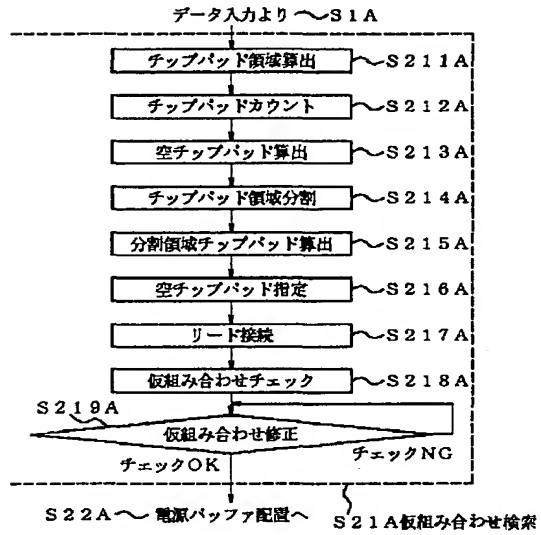 データ入力より～S1A
チップパッド領域算出 S211A
チップパッドカウント S212A
空チップパッド算出 S213A
チップパッド領域分割 S214A
分割領域チップパッド算出 S215A
空チップパッド指定 S216A
リード接続 S217A
仮組み合わせチェック S218A
S219A
仮組み合わせ修正
チェックOK チェックNG
S22A～電源バッファ配置へ
S21A仮組み合わせ検索